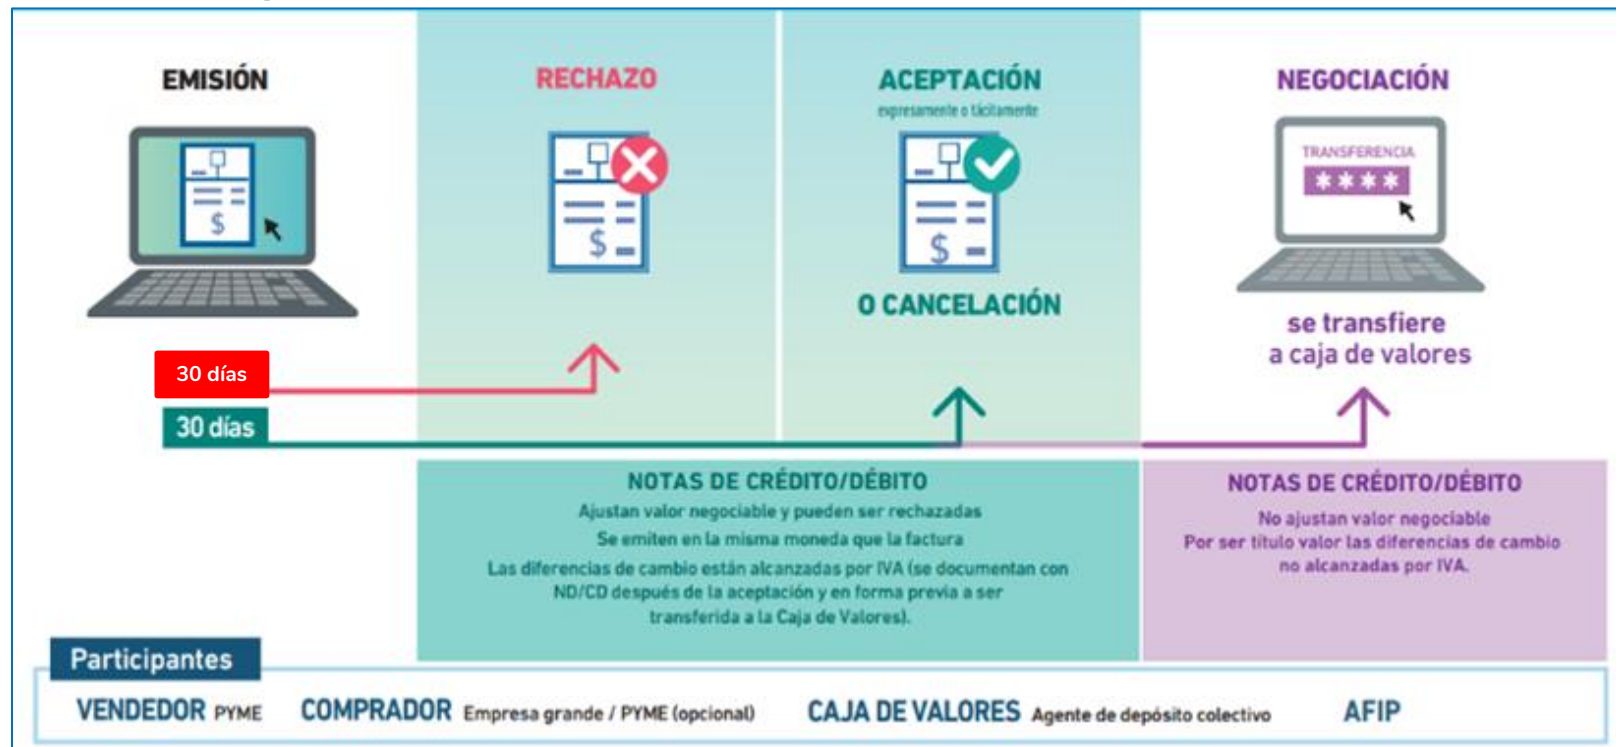 EMISIÓN
$
30 días
30 días
RECHAZO
$
ACEPTACIÓN
expresamente o tácitamente
$
O CANCELACIÓN
NEGOCIACIÓN
TRANSFERENCIA
****
se transfiere
a caja de valores
NOTAS DE CRÉDITO/DÉBITO
Ajustan valor negociable y pueden ser rechazadas
Se emiten en la misma moneda que la factura
Las diferencias de cambio están alcanzadas por IVA (se documentan con
ND/CD después de la aceptación y en forma previa a ser
transferida a la Caja de Valores).
NOTAS DE CRÉDITO/DÉBITO
No ajustan valor negociable
Por ser título valor las diferencias de cambio
no alcanzadas por IVA.
Participantes
VENDEDOR PYME
COMPRADOR Empresa grande / PYME (opcional)
CAJA DE VALORES Agente de depósito colectivo
AFIP